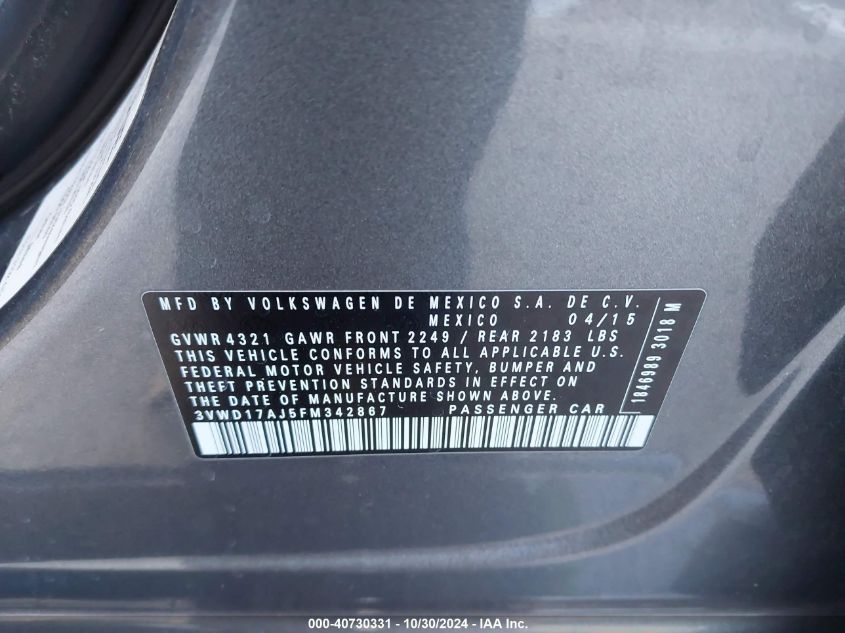 MFD BY VOLKSWAGEN DE MEXICO S.A. DE C.V.
MEXICO 04/15
GVWR 4321 GAWR FRONT 2249 / REAR 2183 LBS
THIS VEHICLE CONFORMS TO ALL APPLICABLE U.S.
FEDERAL MOTOR VEHICLE SAFETY, BUMPER AND
THEFT PREVENTION STANDARDS IN EFFECT ON
THE DATE OF MANUFACTURE SHOWN ABOVE.
3VWD17AJ5FM342867 PASSENGER CAR
1846989 3018 M
000-40730331 - 10/30/2024 - IAA Inc.